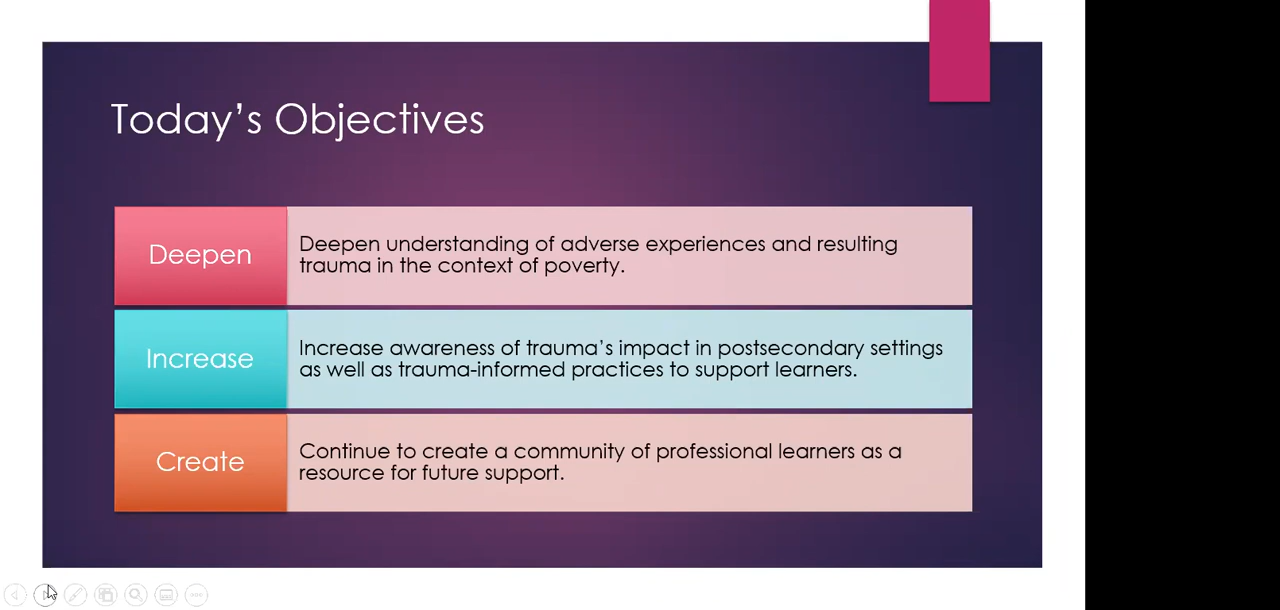 Today’s Objectives
Deepen
Deepen understanding of adverse experiences and resulting
trauma in the context of poverty.
Increase
Increase awareness of trauma’s impact in postsecondary settings
as well as trauma-informed practices to support learners.
Create
Continue to create a community of professional learners as a
resource for future support.